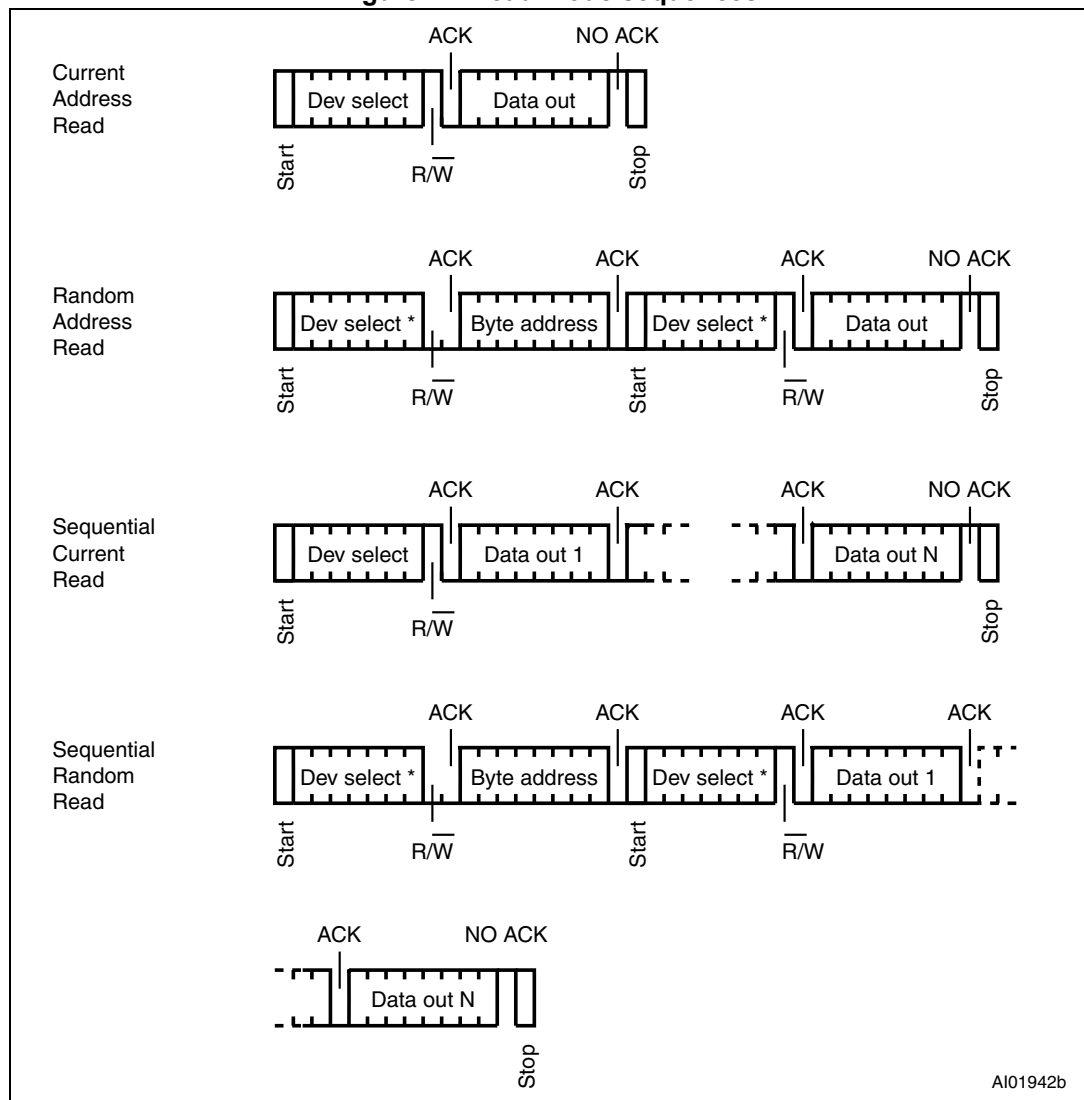 ACK NO ACK
Current
Address
Read
Dev select Data out
Start R/W̅ Stop
ACK ACK ACK NO ACK
Random
Address
Read
Dev select * Byte address Dev select * Data out
Start R/W̅ Start R̅/W Stop
ACK ACK ACK NO ACK
Sequential
Current
Read
Dev select Data out 1 Data out N
Start R/W̅ Stop
ACK ACK ACK ACK
Sequential
Random
Read
Dev select * Byte address Dev select * Data out 1
Start R/W̅ Start R̅/W
ACK NO ACK
Data out N
Stop
AI01942b